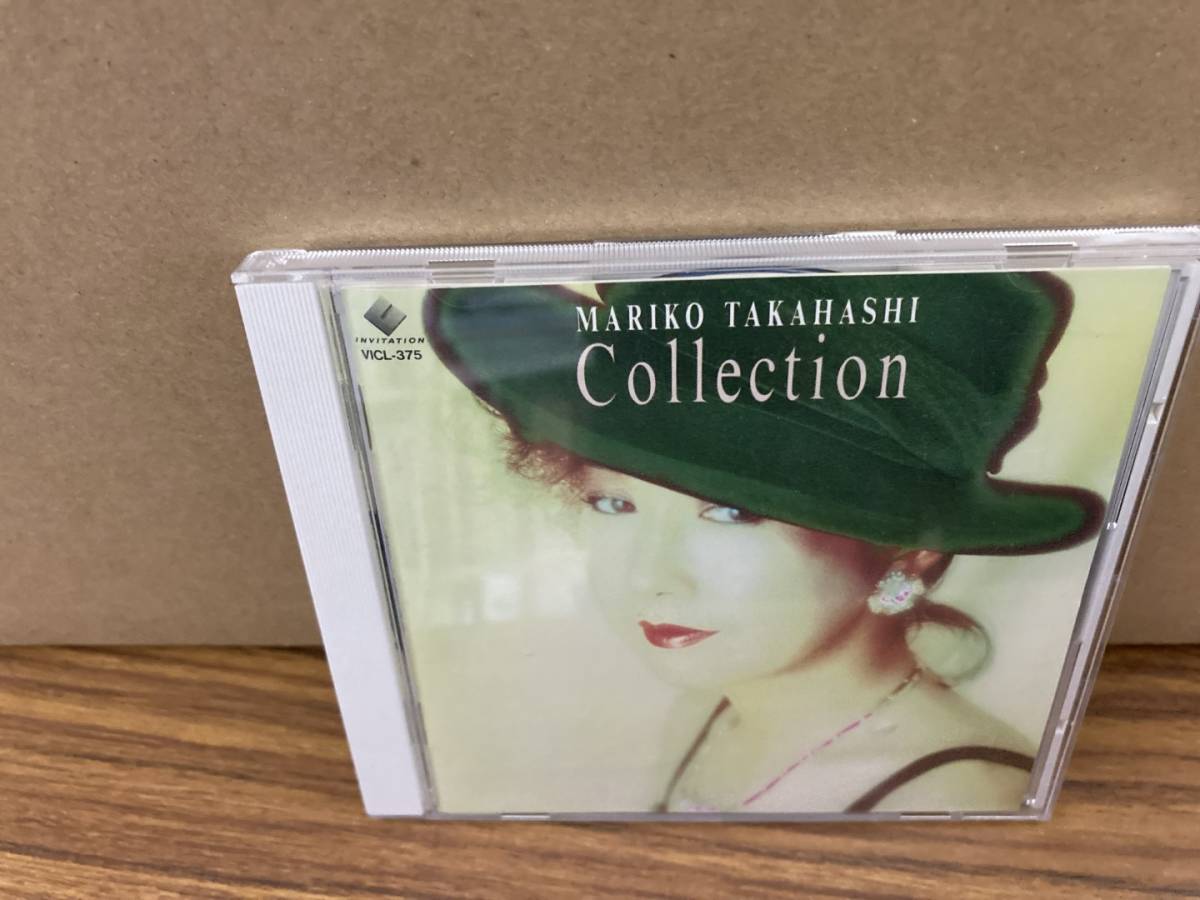 MARIKO TAKAHASHI
Collection
INVITATION
VICL-375